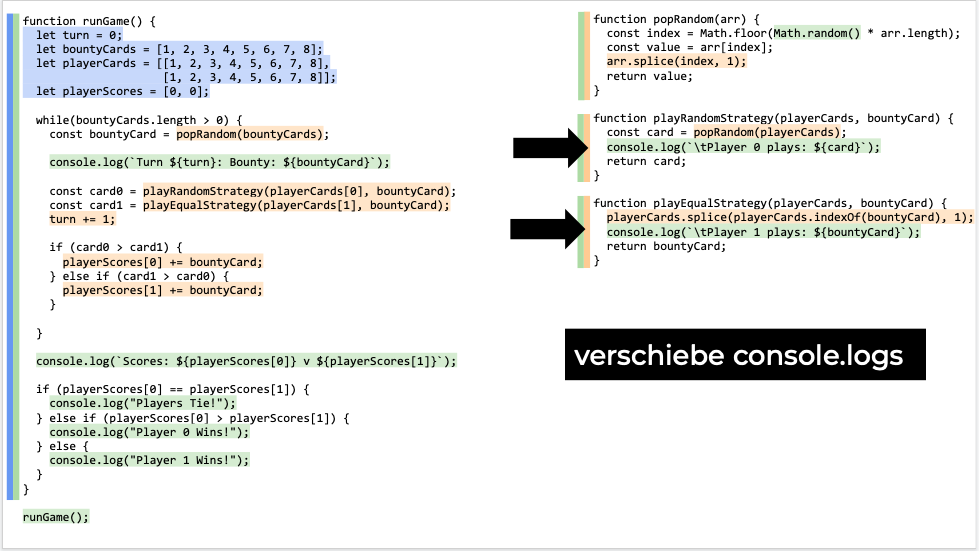 function runGame() {
let turn = 0;
let bountyCards = [1, 2, 3, 4, 5, 6, 7, 8];
let playerCards = [[1, 2, 3, 4, 5, 6, 7, 8],
[1, 2, 3, 4, 5, 6, 7, 8]];
let playerScores = [0, 0];
while(bountyCards.length > 0) {
const bountyCard = popRandom(bountyCards);
console.log(`Turn ${turn}: Bounty: ${bountyCard}`);
const card0 = playRandomStrategy(playerCards[0], bountyCard);
const card1 = playEqualStrategy(playerCards[1], bountyCard);
turn += 1;
if (card0 > card1) {
playerScores[0] += bountyCard;
} else if (card1 > card0) {
playerScores[1] += bountyCard;
}
}
console.log(`Scores: ${playerScores[0]} v ${playerScores[1]}`);
if (playerScores[0] == playerScores[1]) {
console.log("Players Tie!");
} else if (playerScores[0] > playerScores[1]) {
console.log("Player 0 Wins!");
} else {
console.log("Player 1 Wins!");
}
}
runGame();
function popRandom(arr) {
const index = Math.floor(Math.random() * arr.length);
const value = arr[index];
arr.splice(index, 1);
return value;
}
function playRandomStrategy(playerCards, bountyCard) {
const card = popRandom(playerCards);
console.log(`\tPlayer 0 plays: ${card}`);
return card;
}
function playEqualStrategy(playerCards, bountyCard) {
playerCards.splice(playerCards.indexOf(bountyCard), 1);
console.log(`\tPlayer 1 plays: ${bountyCard}`);
return bountyCard;
}
verschiebe console.logs